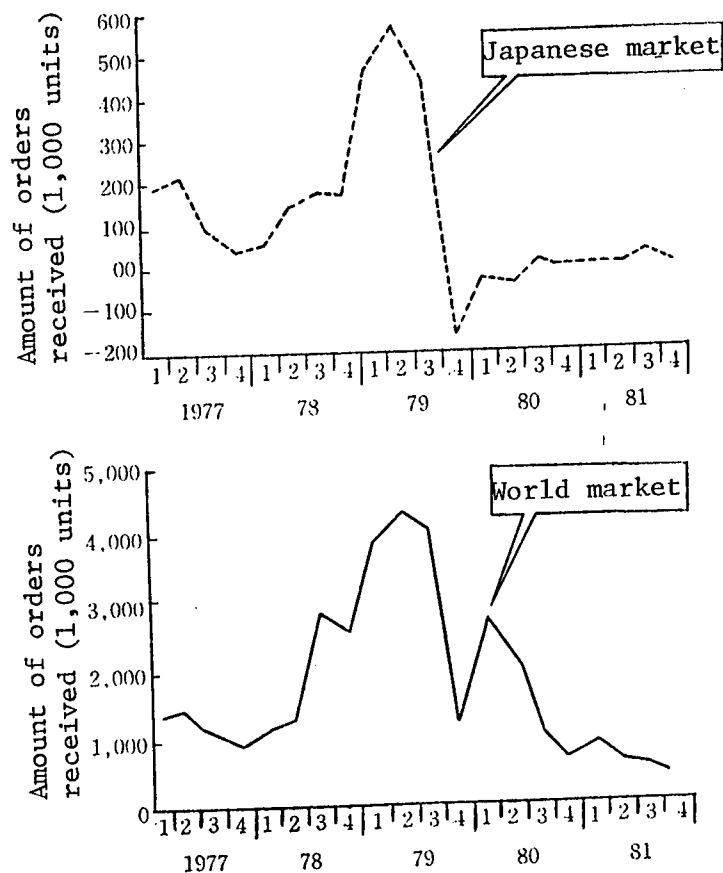 Amount of orders
received (1,000 units)
600
500
400
300
200
100
00
-100
--200
Japanese market
1 2 3 4 1 2 3 4 1 2 3 4 1 2 3 4 1 2 3 4
1977 78 79 80 81
Amount of orders
received (1,000 units)
5,000
4,000
3,000
2,000
1,000
0
World market
1 2 3 4 1 2 3 4 1 2 3 4 1 2 3 4 1 2 3 4
1977 78 79 80 81